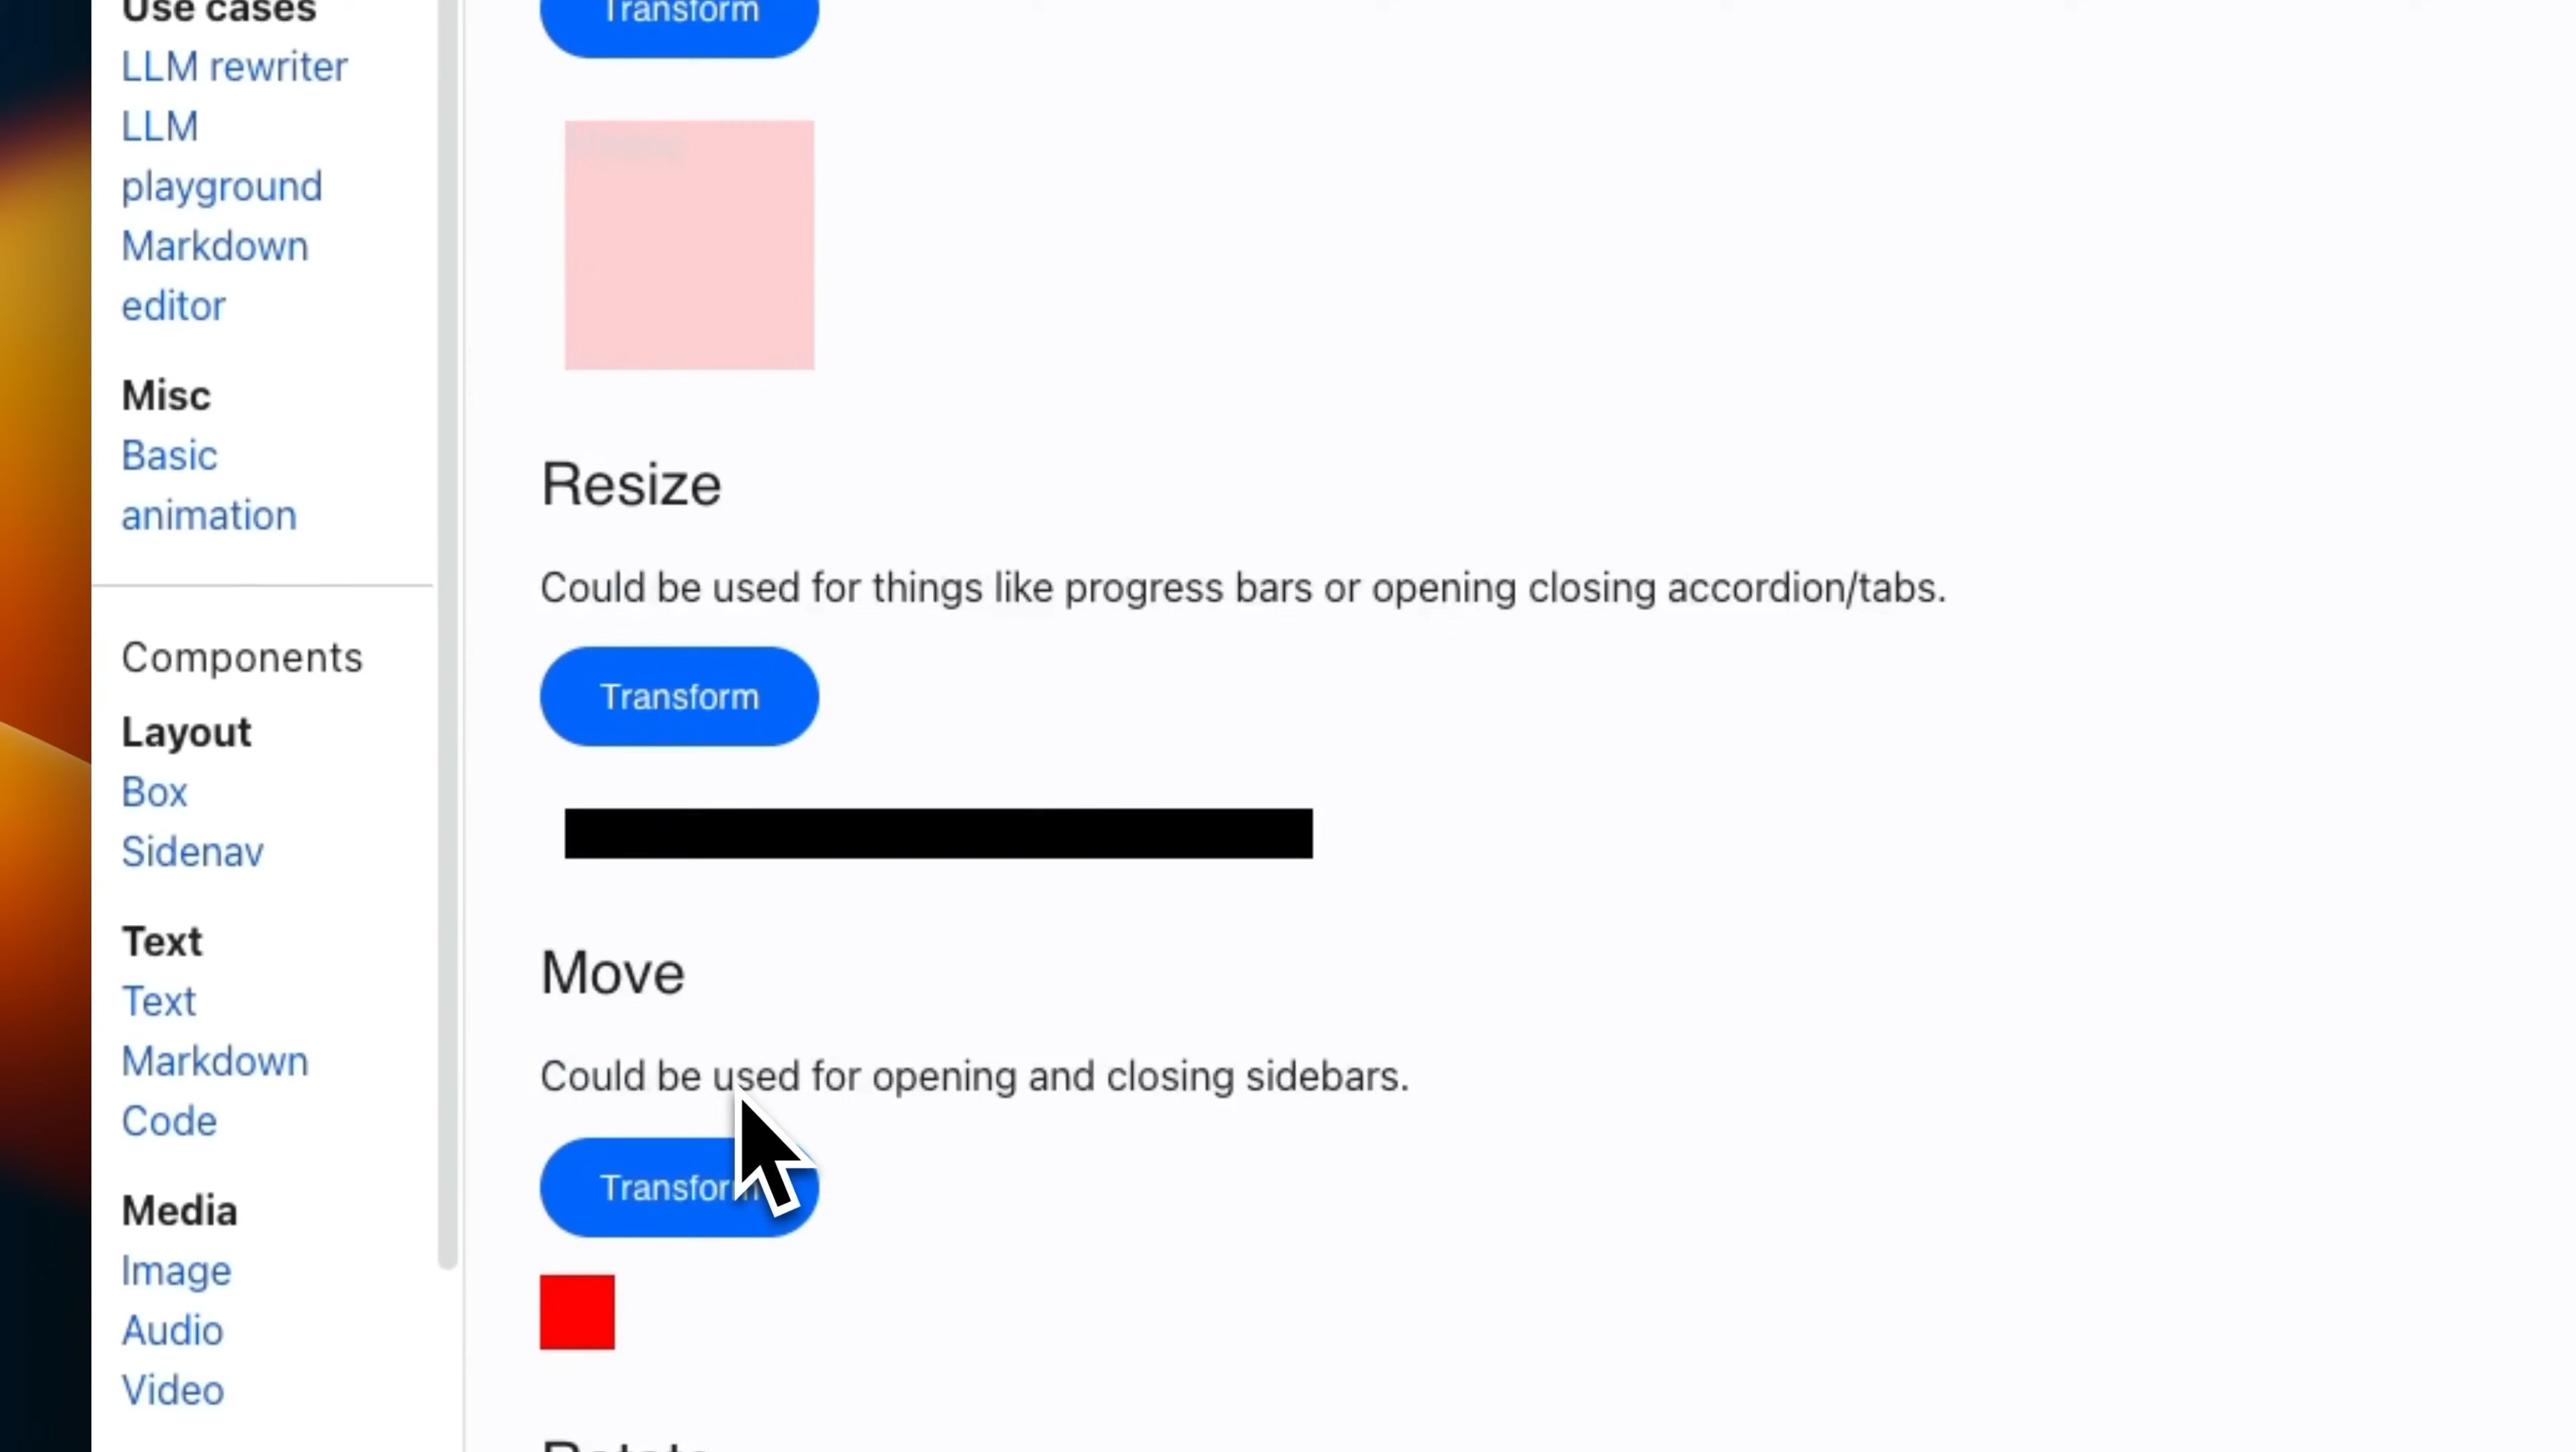 Use cases
LLM rewriter
LLM
playground
Markdown
editor
Misc
Basic
animation
Components
Layout
Box
Sidenav
Text
Text
Markdown
Code
Media
Image
Audio
Video
Transform
Resize
Could be used for things like progress bars or opening closing accordion/tabs.
Transform
Move
Could be used for opening and closing sidebars.
Transform
Rotate